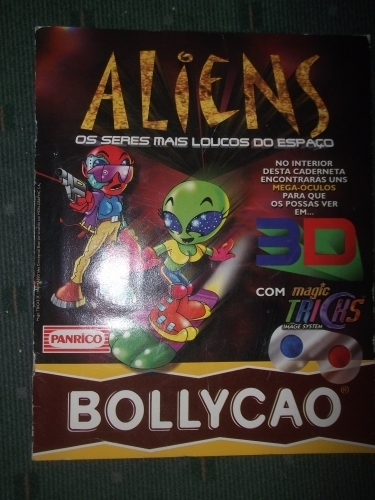 ALiENS
OS SERES MAIS LOUCOS DO ESPAÇO
NO INTERIOR
DESTA CADERNETA
ENCONTRARAS UNS
MEGA-OCULOS
PARA QUE
OS POSSAS VER
EM...
3D
COM magic
TRICKS
IMAGE SYSTEM
PANRICO
BOLLYCAO